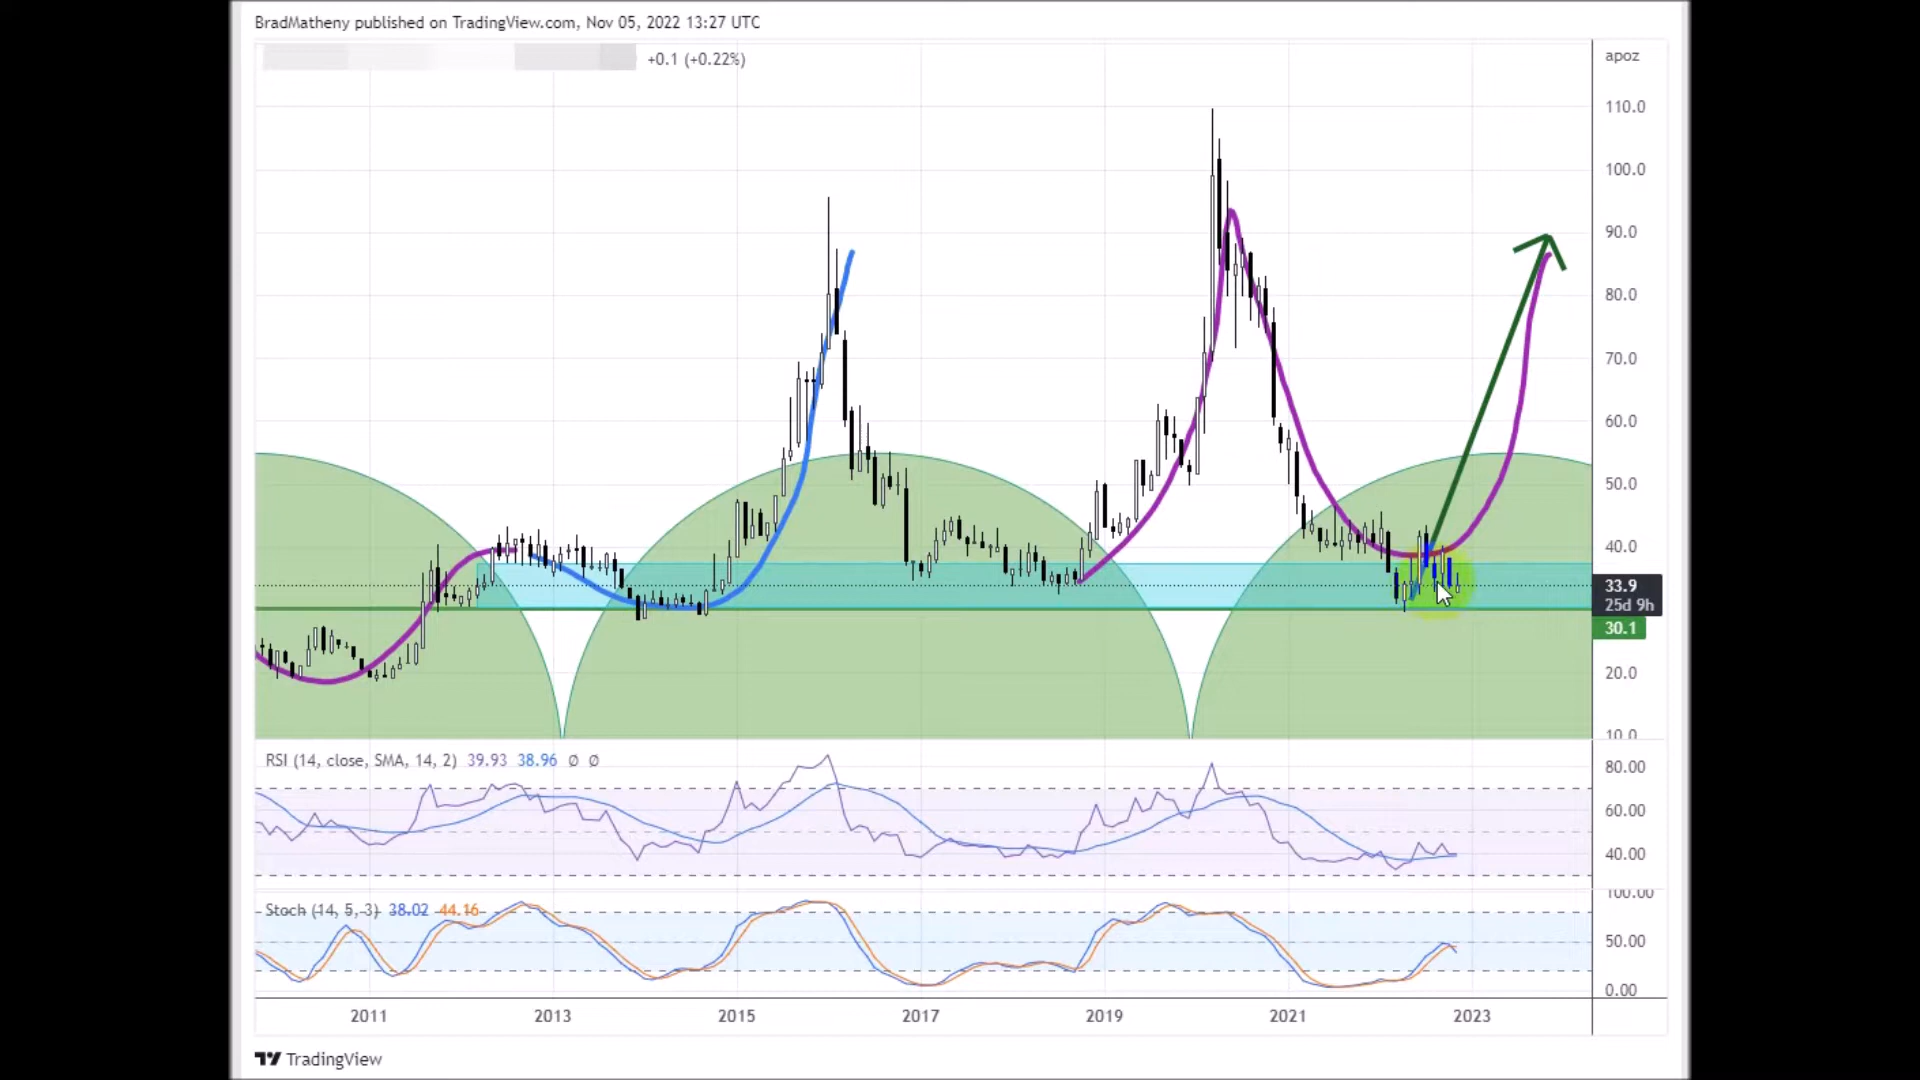 BradMatheny published on TradingView.com, Nov 05, 2022 13:27 UTC
+0.1 (+0.22%)
apoz
110.0
100.0
90.0
80.0
70.0
60.0
50.0
40.0
33.9
25d 9h
30.1
20.0
10.0
RSI (14, close, SMA, 14, 2) 39.93 38.96 Ø Ø
80.00
60.00
40.00
Stoch (14, 5, 3) 38.02 44.16
100.00
50.00
0.00
2011 2013 2015 2017 2019 2021 2023
TradingView